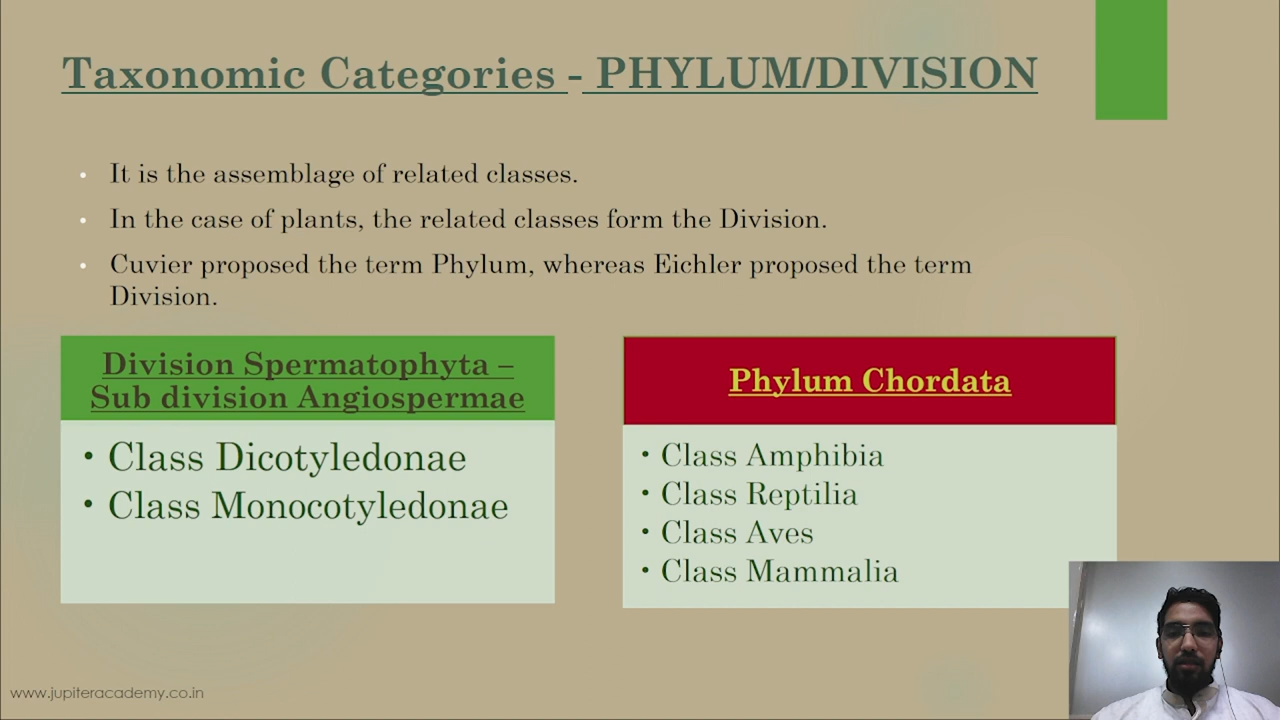 Taxonomic Categories - PHYLUM/DIVISION
• It is the assemblage of related classes.
• In the case of plants, the related classes form the Division.
• Cuvier proposed the term Phylum, whereas Eichler proposed the term
Division.
Division Spermatophyta –
Sub division Angiospermae
• Class Dicotyledonae
• Class Monocotyledonae
Phylum Chordata
• Class Amphibia
• Class Reptilia
• Class Aves
• Class Mammalia
www.jupiteracademy.co.in